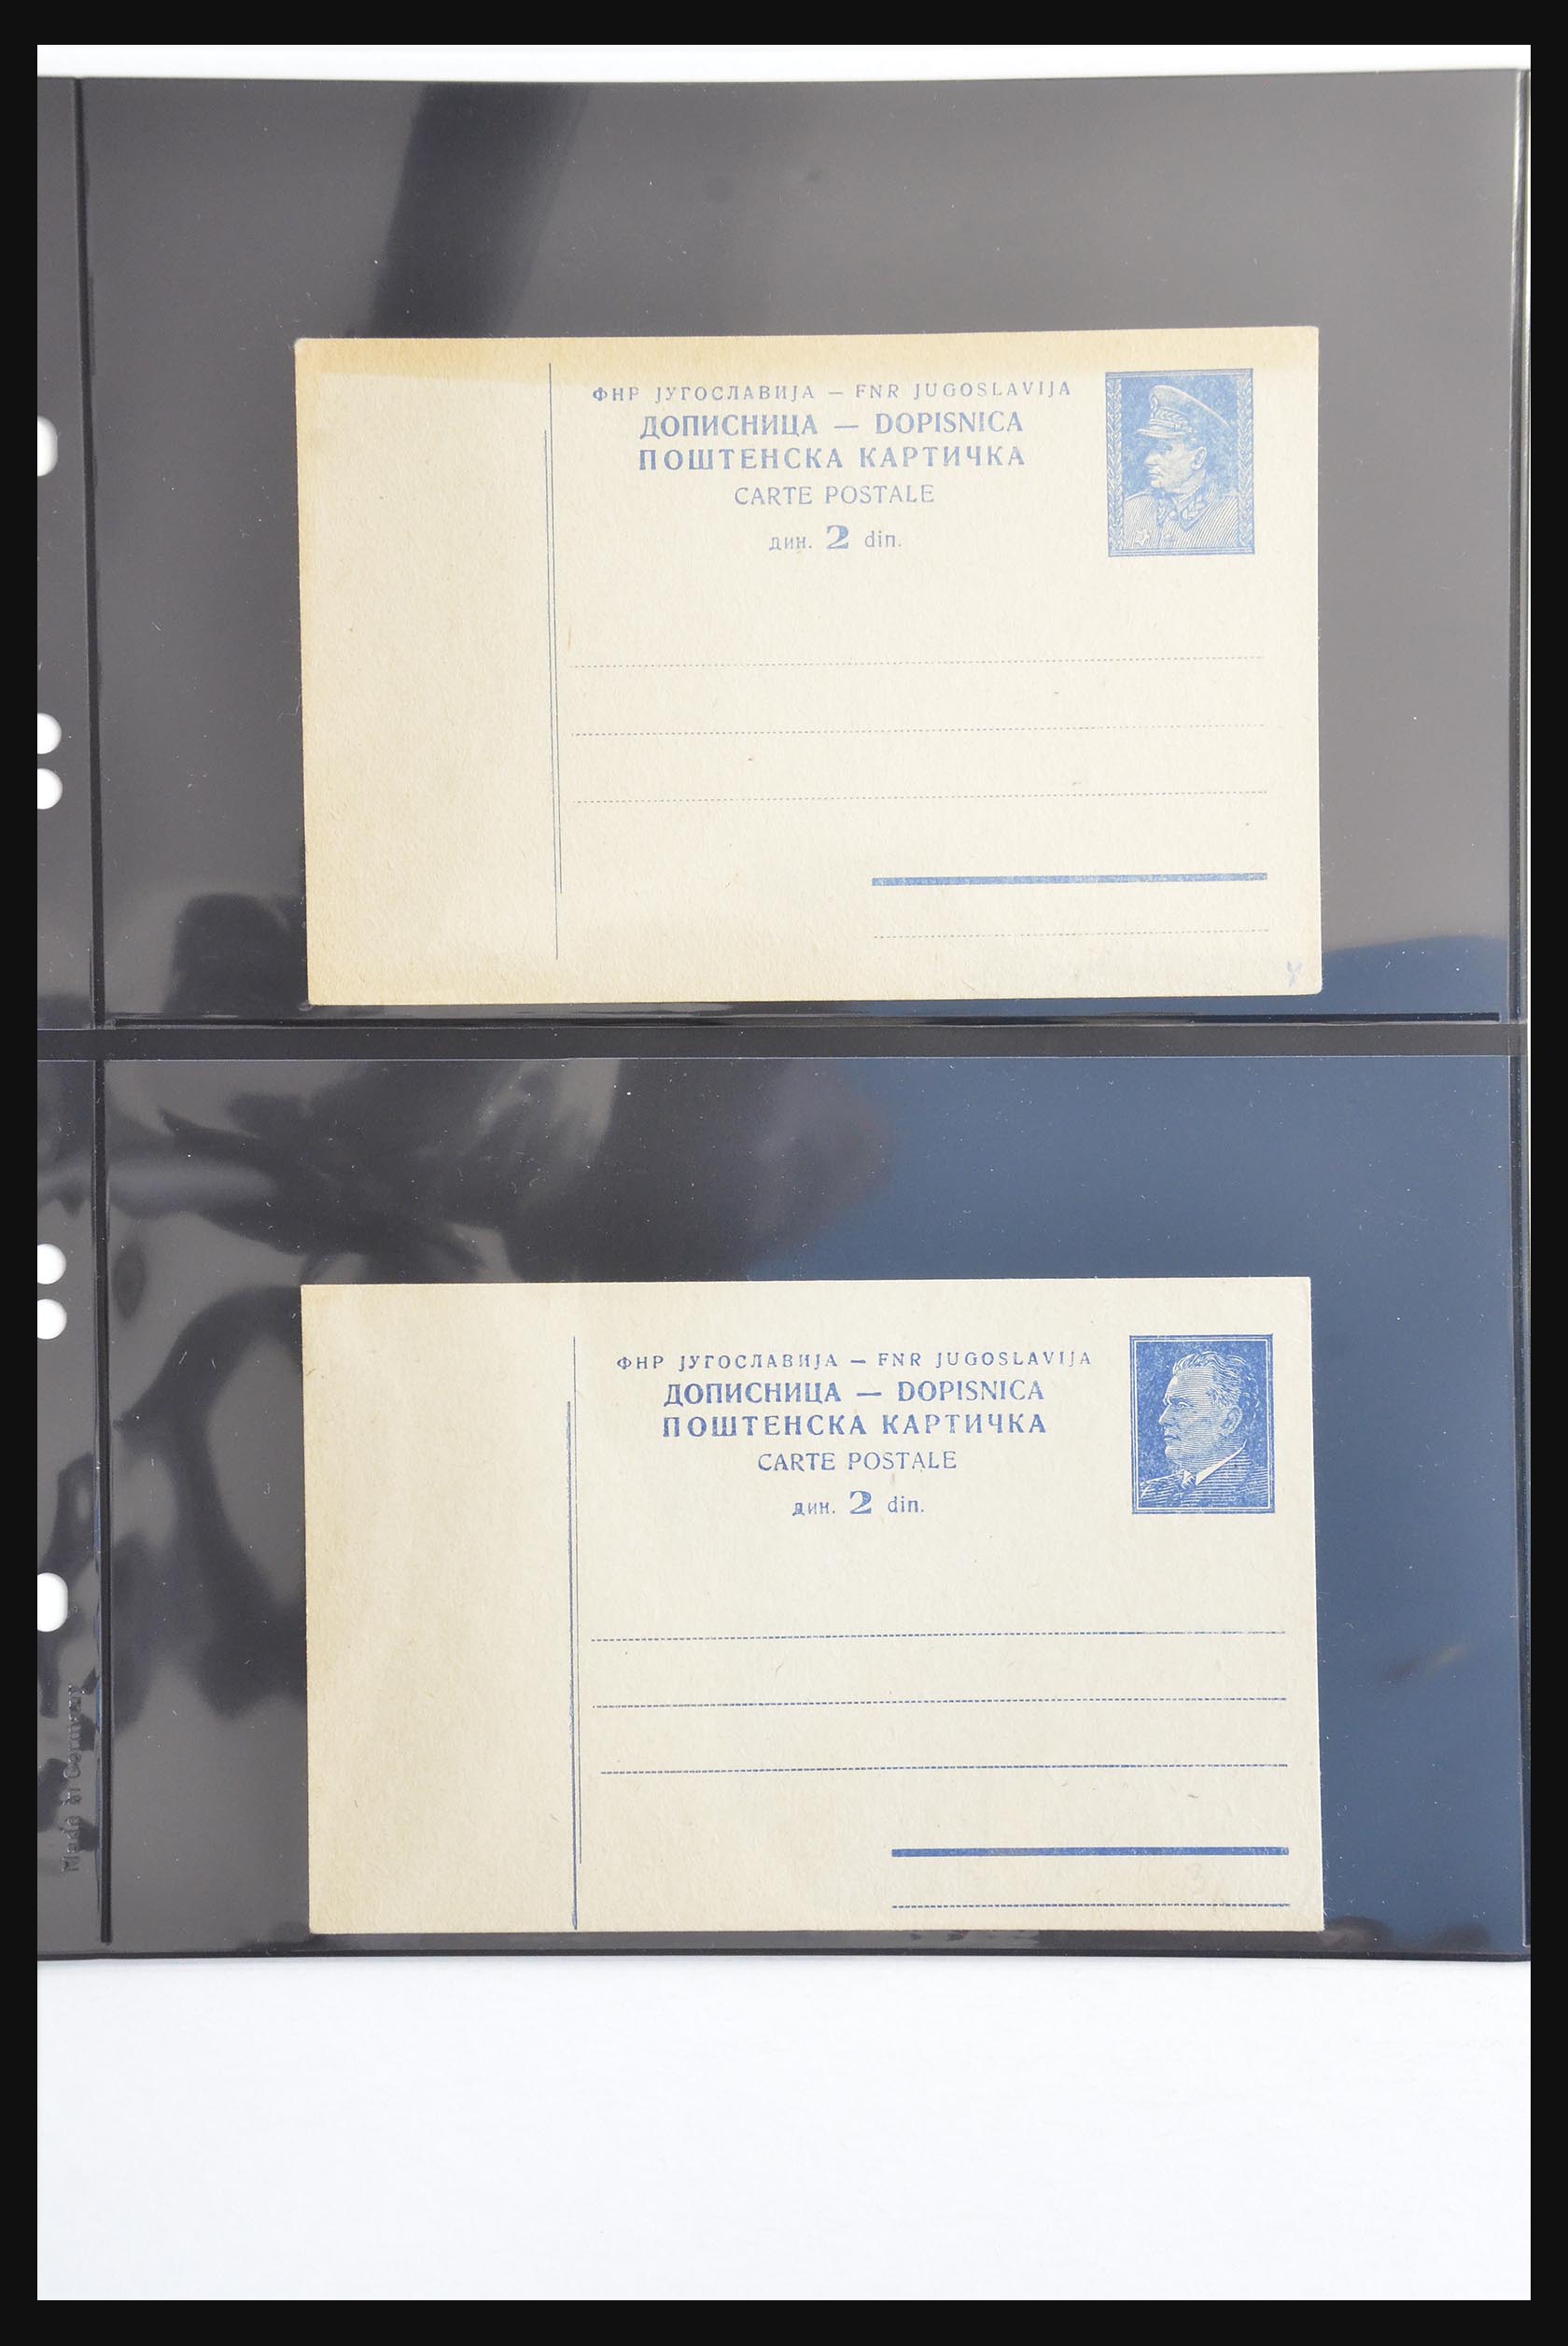 ФНР ЈУГОСЛАВИЈА — FNR JUGOSLAVIJA
ДОПИСНИЦА — DOPISNICA
ПОШТЕНСКА КАРТИЧКА
CARTE POSTALE
дин. 2 din.
ФНР ЈУГОСЛАВИЈА — FNR JUGOSLAVIJA
ДОПИСНИЦА — DOPISNICA
ПОШТЕНСКА КАРТИЧКА
CARTE POSTALE
дин. 2 din.
Made in Germany